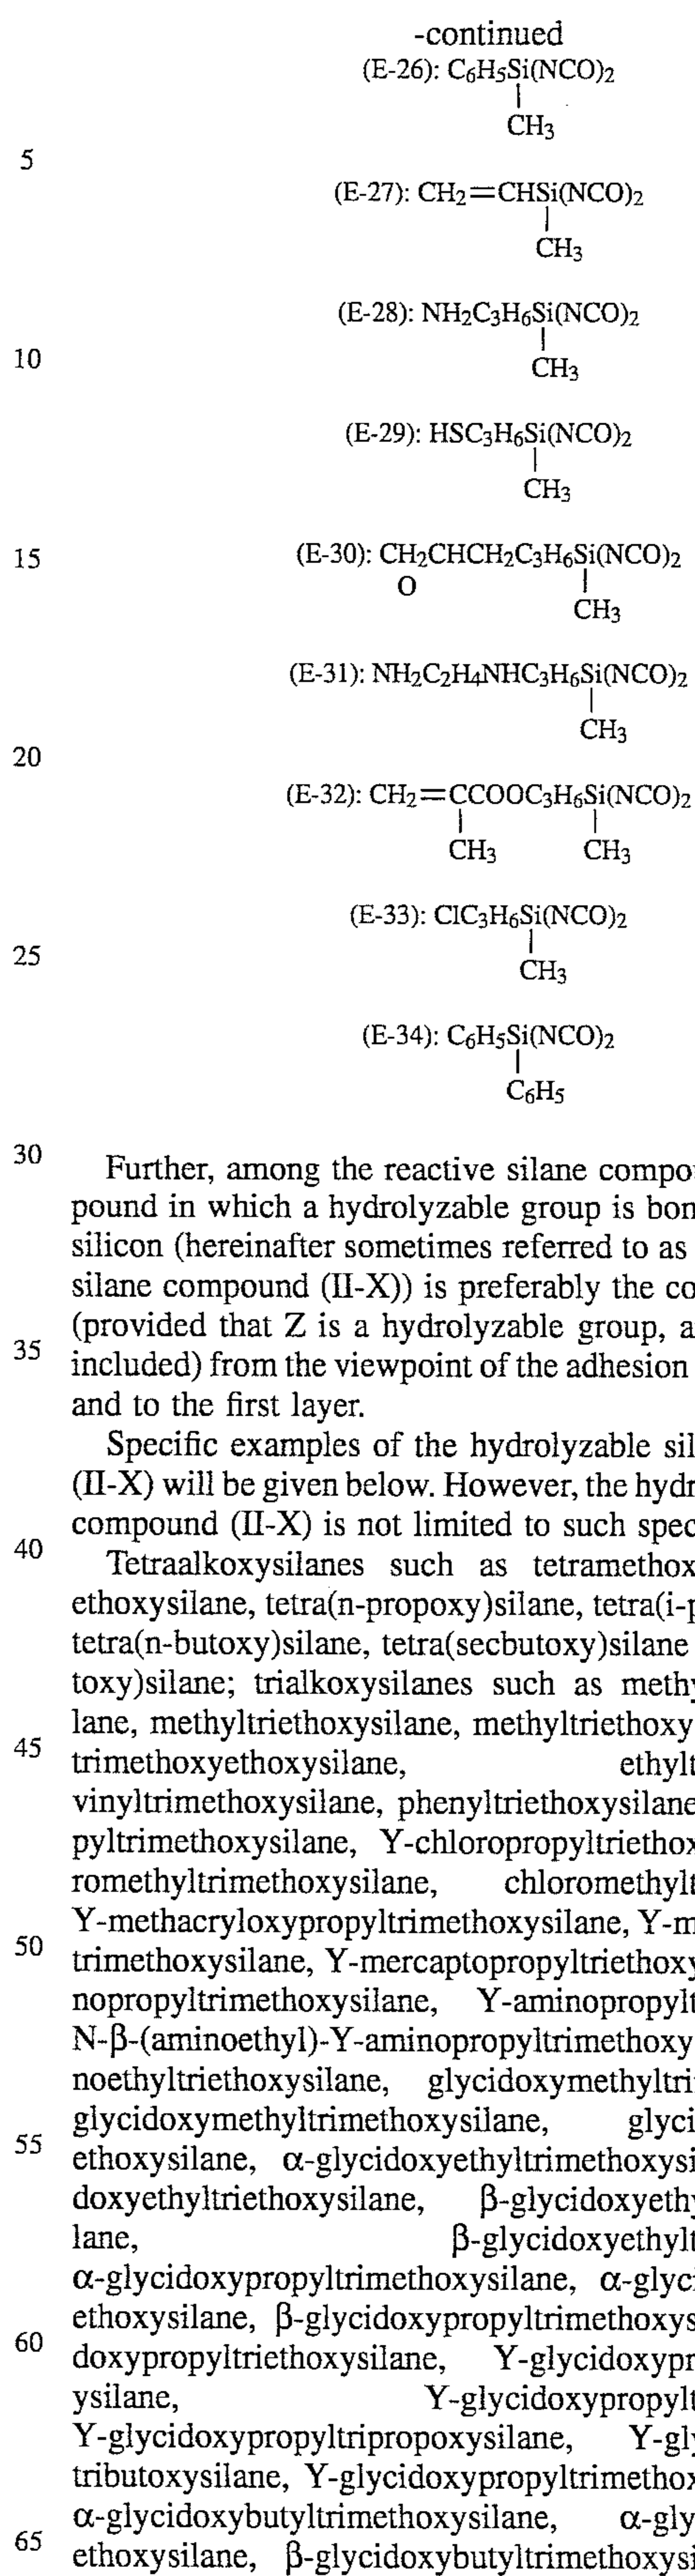 -continued
(E-26): C6H5Si(NCO)2
|
CH3
5
(E-27): CH2=CHSi(NCO)2
|
CH3
(E-28): NH2C3H6Si(NCO)2
|
10
CH3
(E-29): HSC3H6Si(NCO)2
|
CH3
15
(E-30): CH2CHCH2C3H6Si(NCO)2
O |
CH3
(E-31): NH2C2H4NHC3H6Si(NCO)2
|
CH3
20
(E-32): CH2=CCOOC3H6Si(NCO)2
| |
CH3 CH3
(E-33): ClC3H6Si(NCO)2
|
25
CH3
(E-34): C6H5Si(NCO)2
|
C6H5
30
Further, among the reactive silane compo
pound in which a hydrolyzable group is bon
silicon (hereinafter sometimes referred to as
silane compound (II-X)) is preferably the co
(provided that Z is a hydrolyzable group, a
35
included) from the viewpoint of the adhesion
and to the first layer.
Specific examples of the hydrolyzable sil
(II-X) will be given below. However, the hydr
compound (II-X) is not limited to such spec
40
Tetraalkoxysilanes such as tetramethox
ethoxysilane, tetra(n-propoxy)silane, tetra(i-p
tetra(n-butoxy)silane, tetra(secbutoxy)silane
toxy)silane; trialkoxysilanes such as methy
lane, methyltriethoxysilane, methyltriethoxy
45
trimethoxyethoxysilane, ethylt
vinyltrimethoxysilane, phenyltriethoxysilane
pyltrimethoxysilane, Y-chloropropyltriethox
romethyltrimethoxysilane, chloromethylt
Y-methacryloxypropyltrimethoxysilane, Y-m
50
trimethoxysilane, Y-mercaptopropyltriethoxy
nopropyltrimethoxysilane, Y-aminopropylt
N-β-(aminoethyl)-Y-aminopropyltrimethoxy
noethyltriethoxysilane, glycidoxymethyltri
glycidoxymethyltrimethoxysilane, glyci
55
ethoxysilane, α-glycidoxyethyltrimethoxysi
doxyethyltriethoxysilane, β-glycidoxyethy
lane, β-glycidoxyethylt
α-glycidoxypropyltrimethoxysilane, α-glyci
ethoxysilane, β-glycidoxypropyltrimethoxys
60
doxypropyltriethoxysilane, Y-glycidoxypr
ysilane, Y-glycidoxypropylt
Y-glycidoxypropyltripropoxysilane, Y-gly
tributoxysilane, Y-glycidoxypropyltrimethox
α-glycidoxybutyltrimethoxysilane, α-gly
65
ethoxysilane, β-glycidoxybutyltrimethoxysi